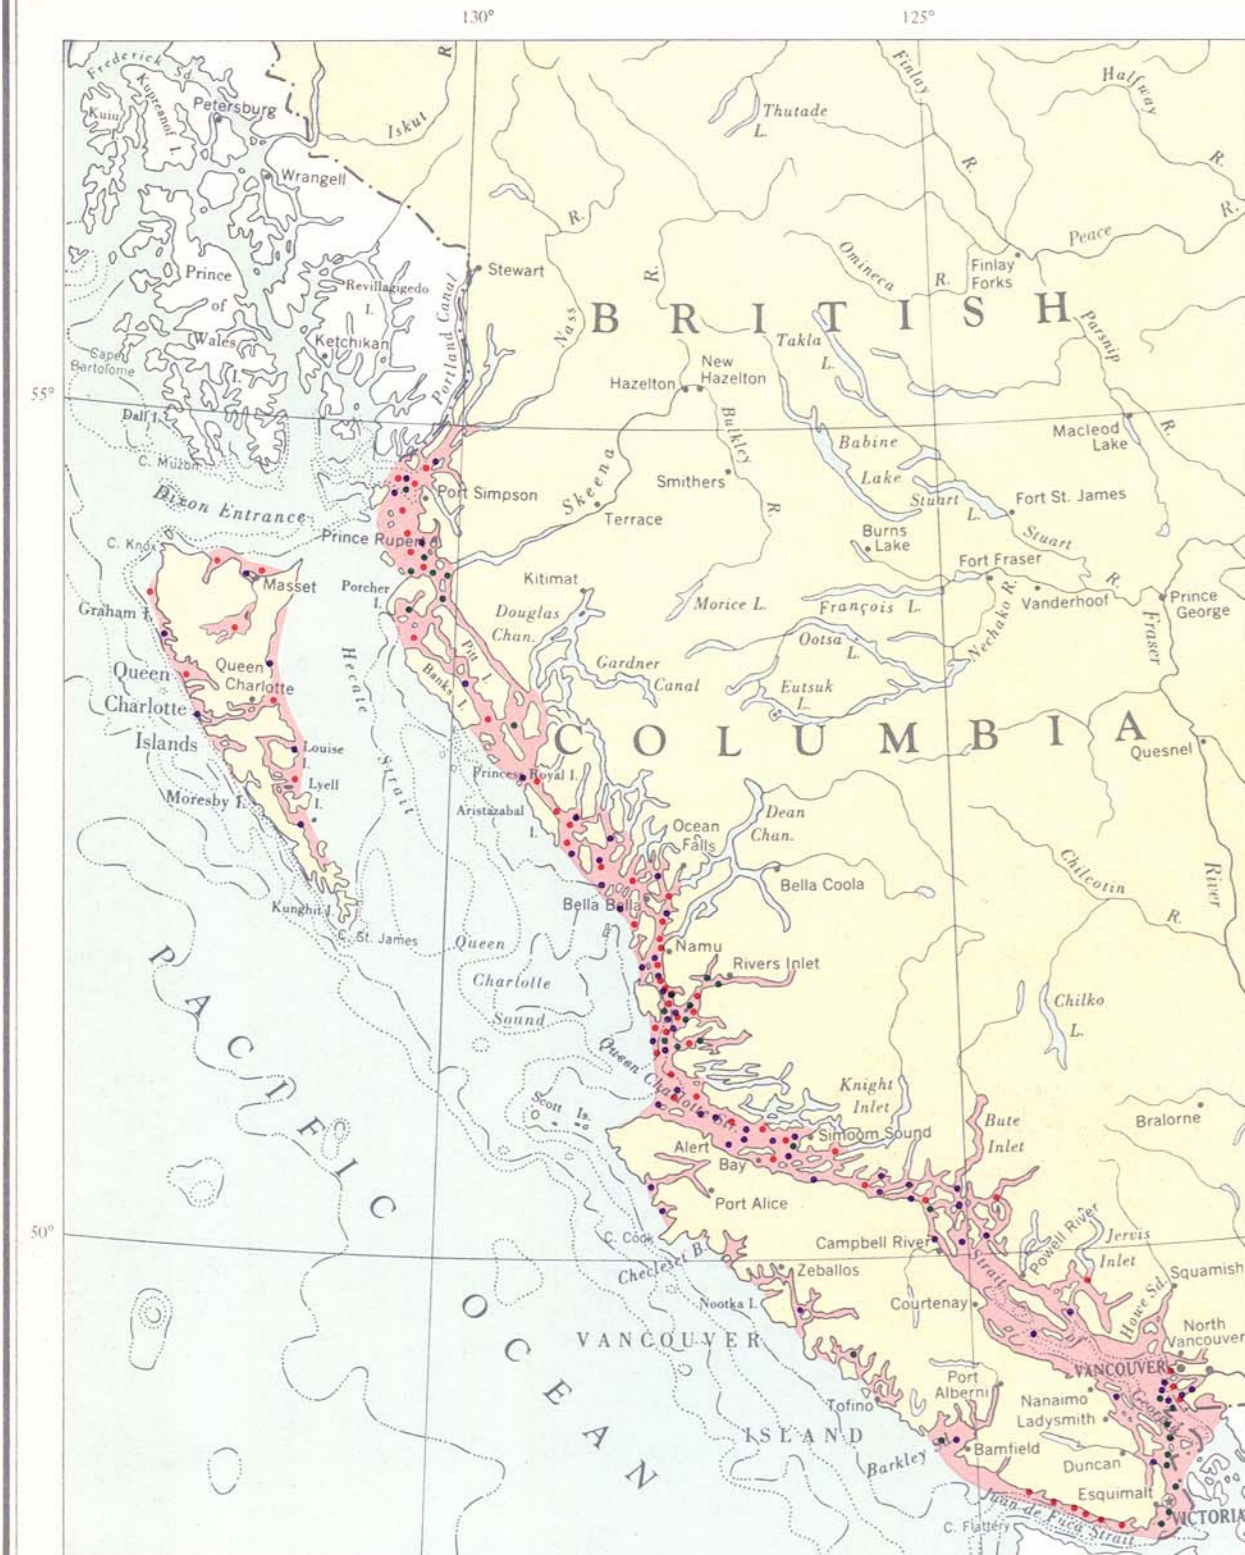 130°
125°
Frederick Sd.
Kupreanof I.
Kuiu
Petersburg
Iskut
R.
Finlay
R.
Halfway
R.
Thutade
L.
Wrangell
R.
Peace
R.
Prince
of
Wales
I.
Revillagigedo
I.
Ketchikan
Portland Canal
Stewart
Nass
R.
Omineca
R.
Finlay
Forks
BRITISH
Takla
L.
Parsnip
R.
Cape
Bartolome
55°
Dall I.
C. Muzon
New
Hazelton
Hazelton
Bulkley
R.
Babine
Lake
Macleod
Lake
Dixon Entrance
Port Simpson
Skeena
Smithers
Terrace
Stuart
L.
Fort St. James
Stuart
R.
Burns
Lake
C. Knox
Prince Rupert
Masset
Porcher
I.
Kitimat
Fort Fraser
Vanderhoof
Prince
George
Graham I.
Douglas
Chan.
Morice L.
François L.
Nechako R.
Fraser
River
Ootsa
L.
Hecate
Strait
Pitt
I.
Banks I.
Gardner
Canal
Queen
Charlotte
Islands
Queen
Charlotte
Eutsuk
L.
COLUMBIA
Quesnel
Louise
I.
Lyell
I.
Moresby I.
Princess Royal I.
Aristazabal
I.
Dean
Chan.
Ocean
Falls
Bella Coola
Chilcotin
R.
Bella Bella
Kunghit I.
C. St. James
Queen
Charlotte
Sound
Namu
Rivers Inlet
Chilko
L.
PACIFIC
OCEAN
Queen Charlotte Str.
Scott Is.
Knight
Inlet
Simoom Sound
Bute
Inlet
Bralorne
Alert
Bay
Port Alice
50°
C. Cook
Checleset B.
Campbell River
Powell River
Jervis
Inlet
Zeballos
Squamish
Nootka I.
Courtenay
Strait
of
Georgia
Howe Sd.
North
Vancouver
VANCOUVER
ISLAND
VANCOUVER
Port
Alberni
Nanaimo
Ladysmith
Tofino
Barkley Sd.
Bamfield
Duncan
Esquimalt
VICTORIA
Juan de Fuca Strait
C. Flattery